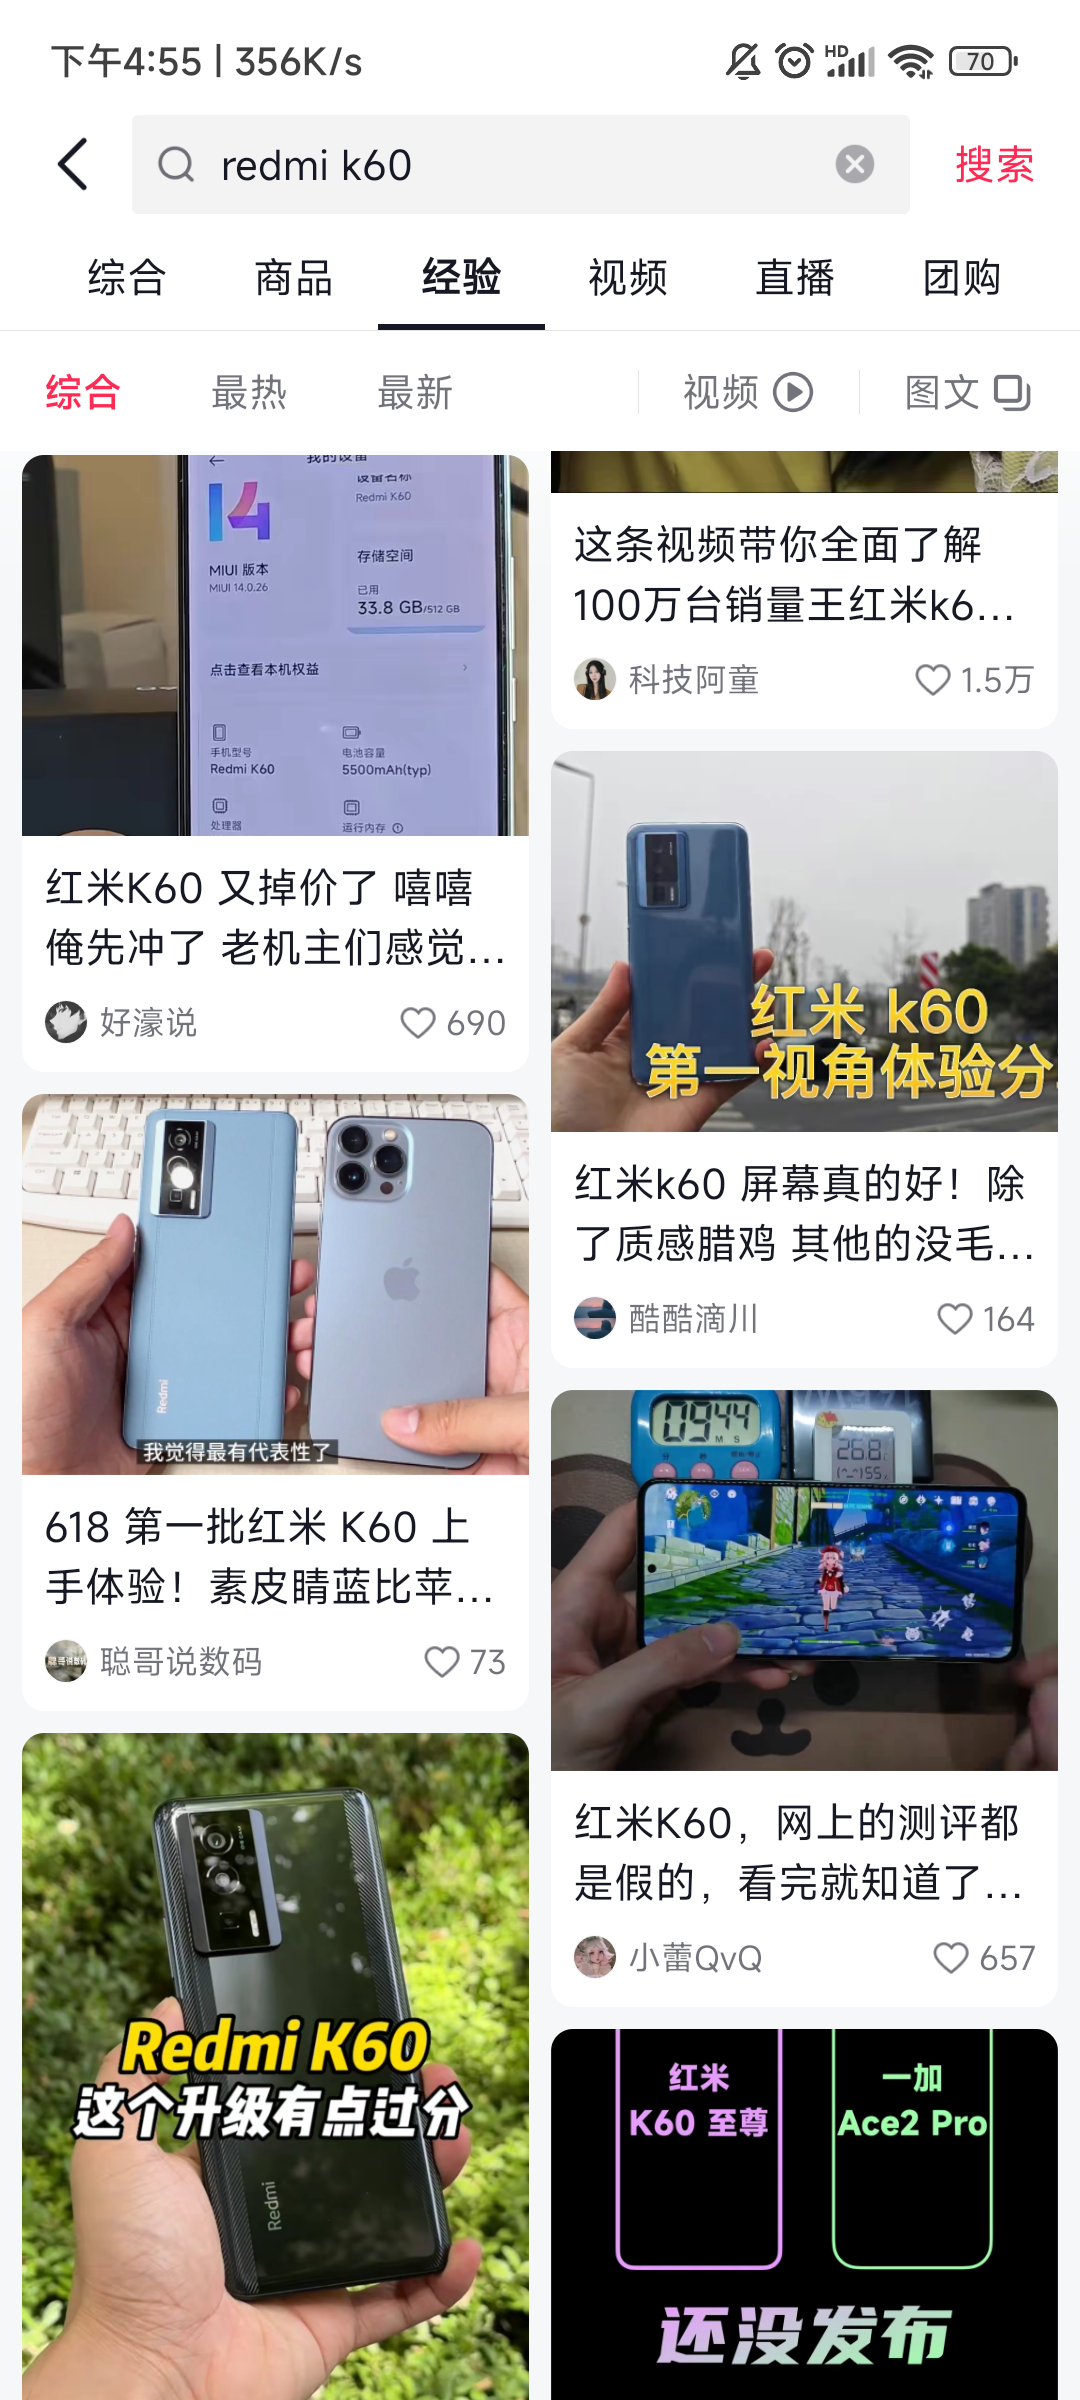 下午4:55 | 356K/s
HD
70
redmi k60
搜索
综合
商品
经验
视频
直播
团购
综合
最热
最新
视频
图文
我的设备
设备名称
Redmi K60
14
MIUI 版本
MIUI 14.0.26
存储空间
已用
33.8 GB/512 GB
点击查看本机权益
手机型号
Redmi K60
电池容量
5500mAh(typ)
处理器
运行内存
红米K60 又掉价了 嘻嘻
俺先冲了 老机主们感觉...
好濠说
690
Redmi
我觉得最有代表性了
618 第一批红米 K60 上
手体验！素皮晴蓝比苹...
聪哥说数码
73
Redmi K60
这个升级有点过分
Redmi
这条视频带你全面了解
100万台销量王红米k6...
科技阿童
1.5万
红米 k60
第一视角体验分
红米k60 屏幕真的好！除
了质感腊鸡 其他的没毛...
酷酷滴川
164
09 44
M S
26.8
55
红米K60，网上的测评都
是假的，看完就知道了...
小蕾QvQ
657
红米
K60 至尊
一加
Ace2 Pro
还没发布